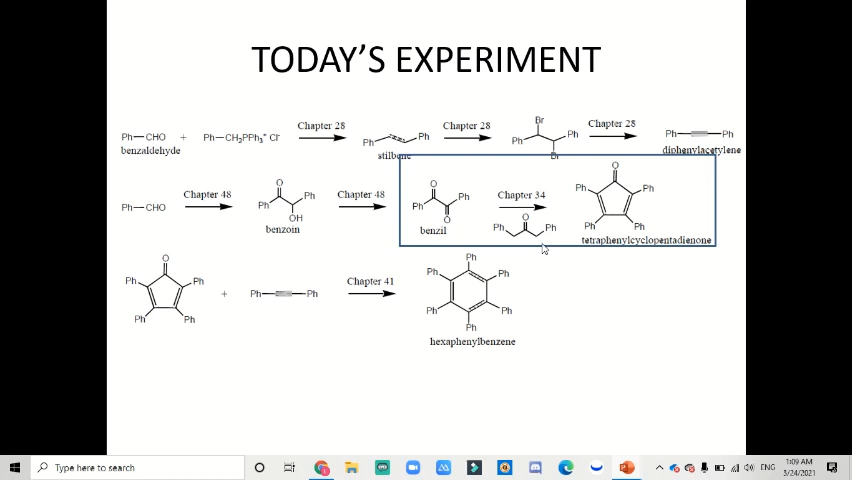 TODAY'S EXPERIMENT
Ph—CHO + Ph—CH2PPh3+ Cl- Chapter 28 Ph Ph Chapter 28 Br Ph Ph Br Chapter 28 Ph Ph
benzaldehyde stilbene diphenylacetylene
Ph—CHO Chapter 48 O Ph Ph OH Chapter 48 O Ph Ph O Chapter 34 O Ph Ph O Ph Ph Ph Ph
benzoin benzil tetraphenylcyclopentadienone
O Ph Ph Ph Ph + Ph Ph Chapter 41 Ph Ph Ph Ph Ph Ph
hexaphenylbenzene
Type here to search
ENG
1:09 AM
3/24/2021